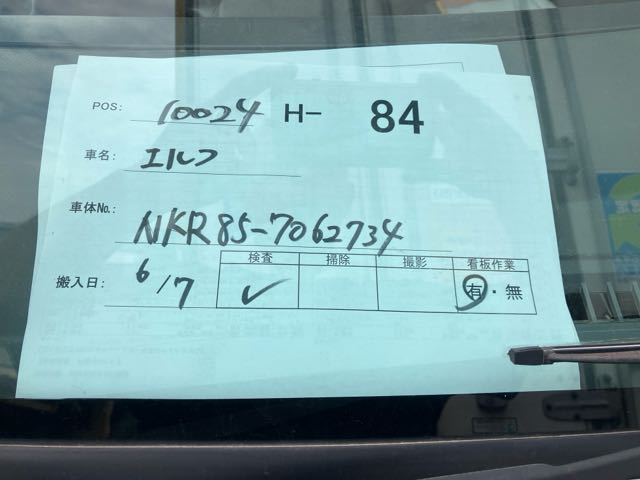 POS: 10024 H- 84
車名: エルフ
車体No.: NKR85-7062734
搬入日: 6/7
検査 掃除 撮影 看板作業
✓ 有・無